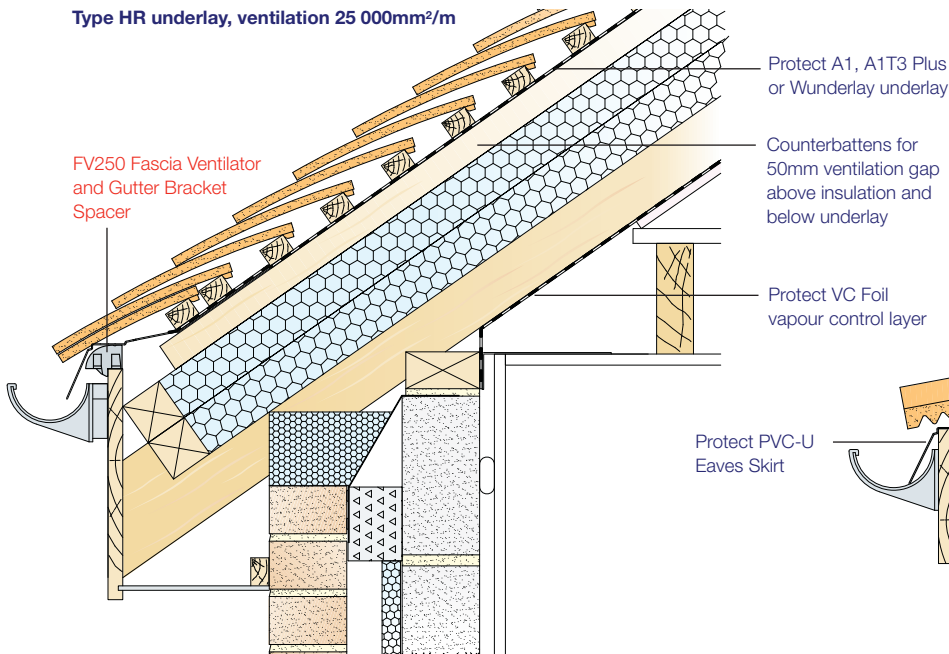 Type HR underlay, ventilation 25 000mm²/m
Protect A1, A1T3 Plus
or Wunderlay underlay
FV250 Fascia Ventilator
and Gutter Bracket
Spacer
Counterbattens for
50mm ventilation gap
above insulation and
below underlay
Protect VC Foil
vapour control layer
Protect PVC-U
Eaves Skirt